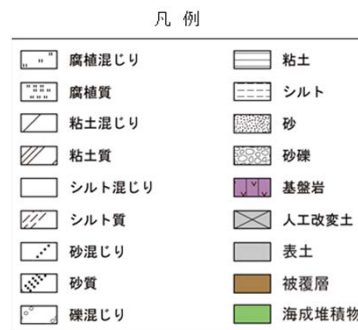 凡 例
腐植混じり
腐植質
粘土混じり
粘土質
シルト混じり
シルト質
砂混じり
砂質
礫混じり
粘土
シルト
砂
砂礫
基盤岩
人工改変土
表土
被覆層
海成堆積物